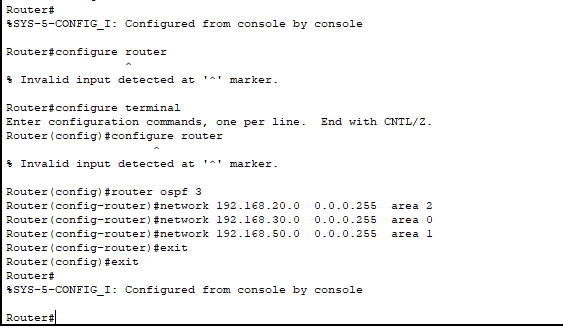 Router#
%SYS-5-CONFIG_I: Configured from console by console
Router#configure router
^
% Invalid input detected at '^' marker.
Router#configure terminal
Enter configuration commands, one per line.  End with CNTL/Z.
Router(config)#configure router
^
% Invalid input detected at '^' marker.
Router(config)#router ospf 3
Router(config-router)#network 192.168.20.0  0.0.0.255  area 2
Router(config-router)#network 192.168.30.0  0.0.0.255  area 0
Router(config-router)#network 192.168.50.0  0.0.0.255  area 1
Router(config-router)#exit
Router(config)#exit
Router#
%SYS-5-CONFIG_I: Configured from console by console
Router#